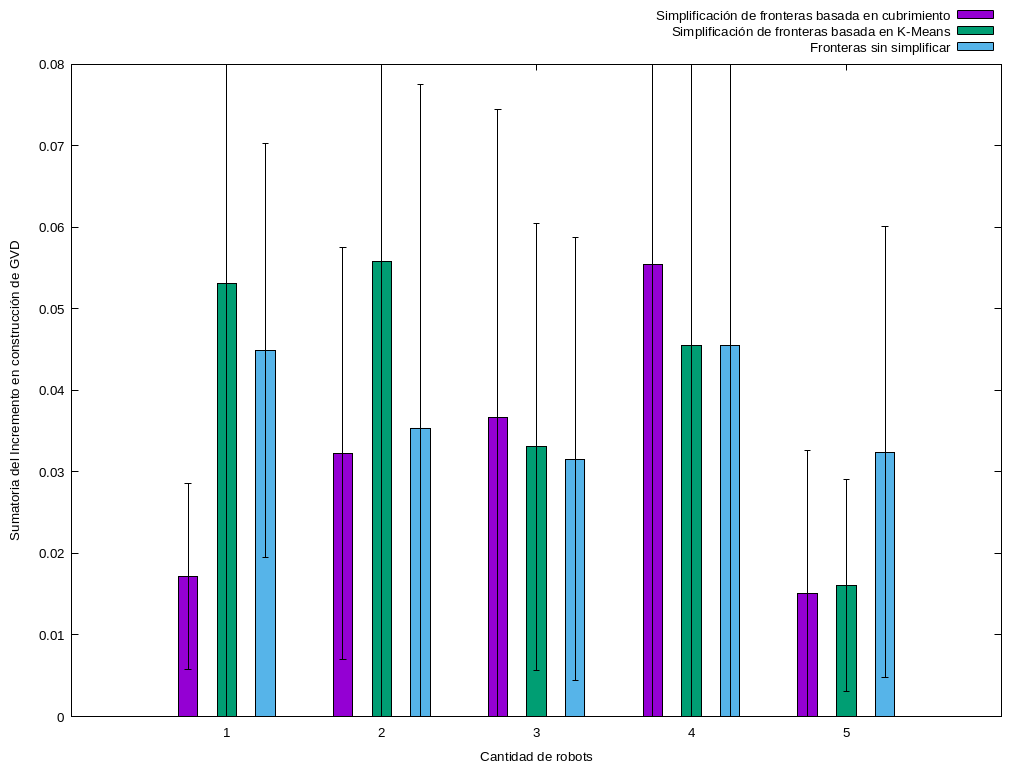 Simplificación de fronteras basada en cubrimiento
Simplificación de fronteras basada en K-Means
Fronteras sin simplificar
0.08
0.07
0.06
0.05
0.04
0.03
0.02
0.01
0
Sumatoria del Incremento en construcción de GVD
1 2 3 4 5
Cantidad de robots